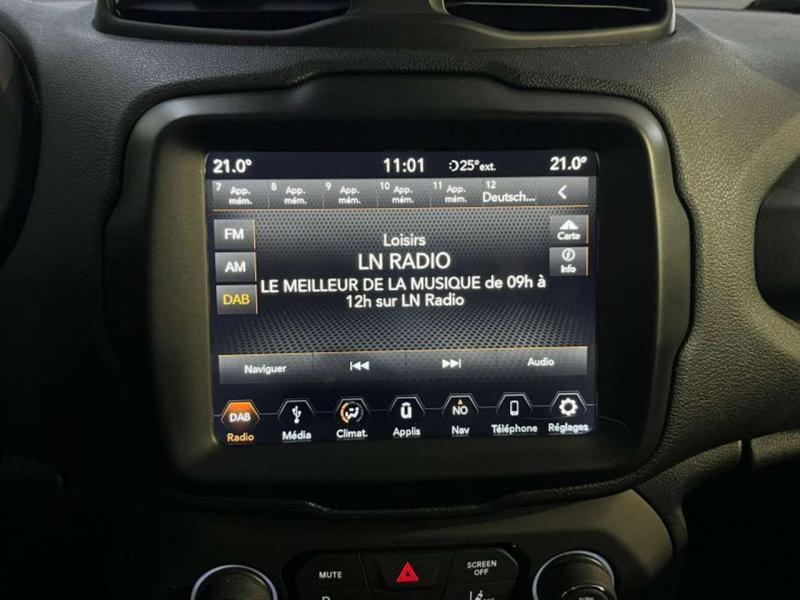 21.0° 11:01 25° ext. 21.0°
7 App. mém. 8 App. mém. 9 App. mém. 10 App. mém. 11 App. mém. 12 Deutsch...
FM
AM
DAB
Carte
Info
Loisirs
LN RADIO
LE MEILLEUR DE LA MUSIQUE de 09h à
12h sur LN Radio
Naviguer Audio
DAB NO
Radio Média Climat. Applis Nav Téléphone Réglages
MUTE SCREEN
OFF